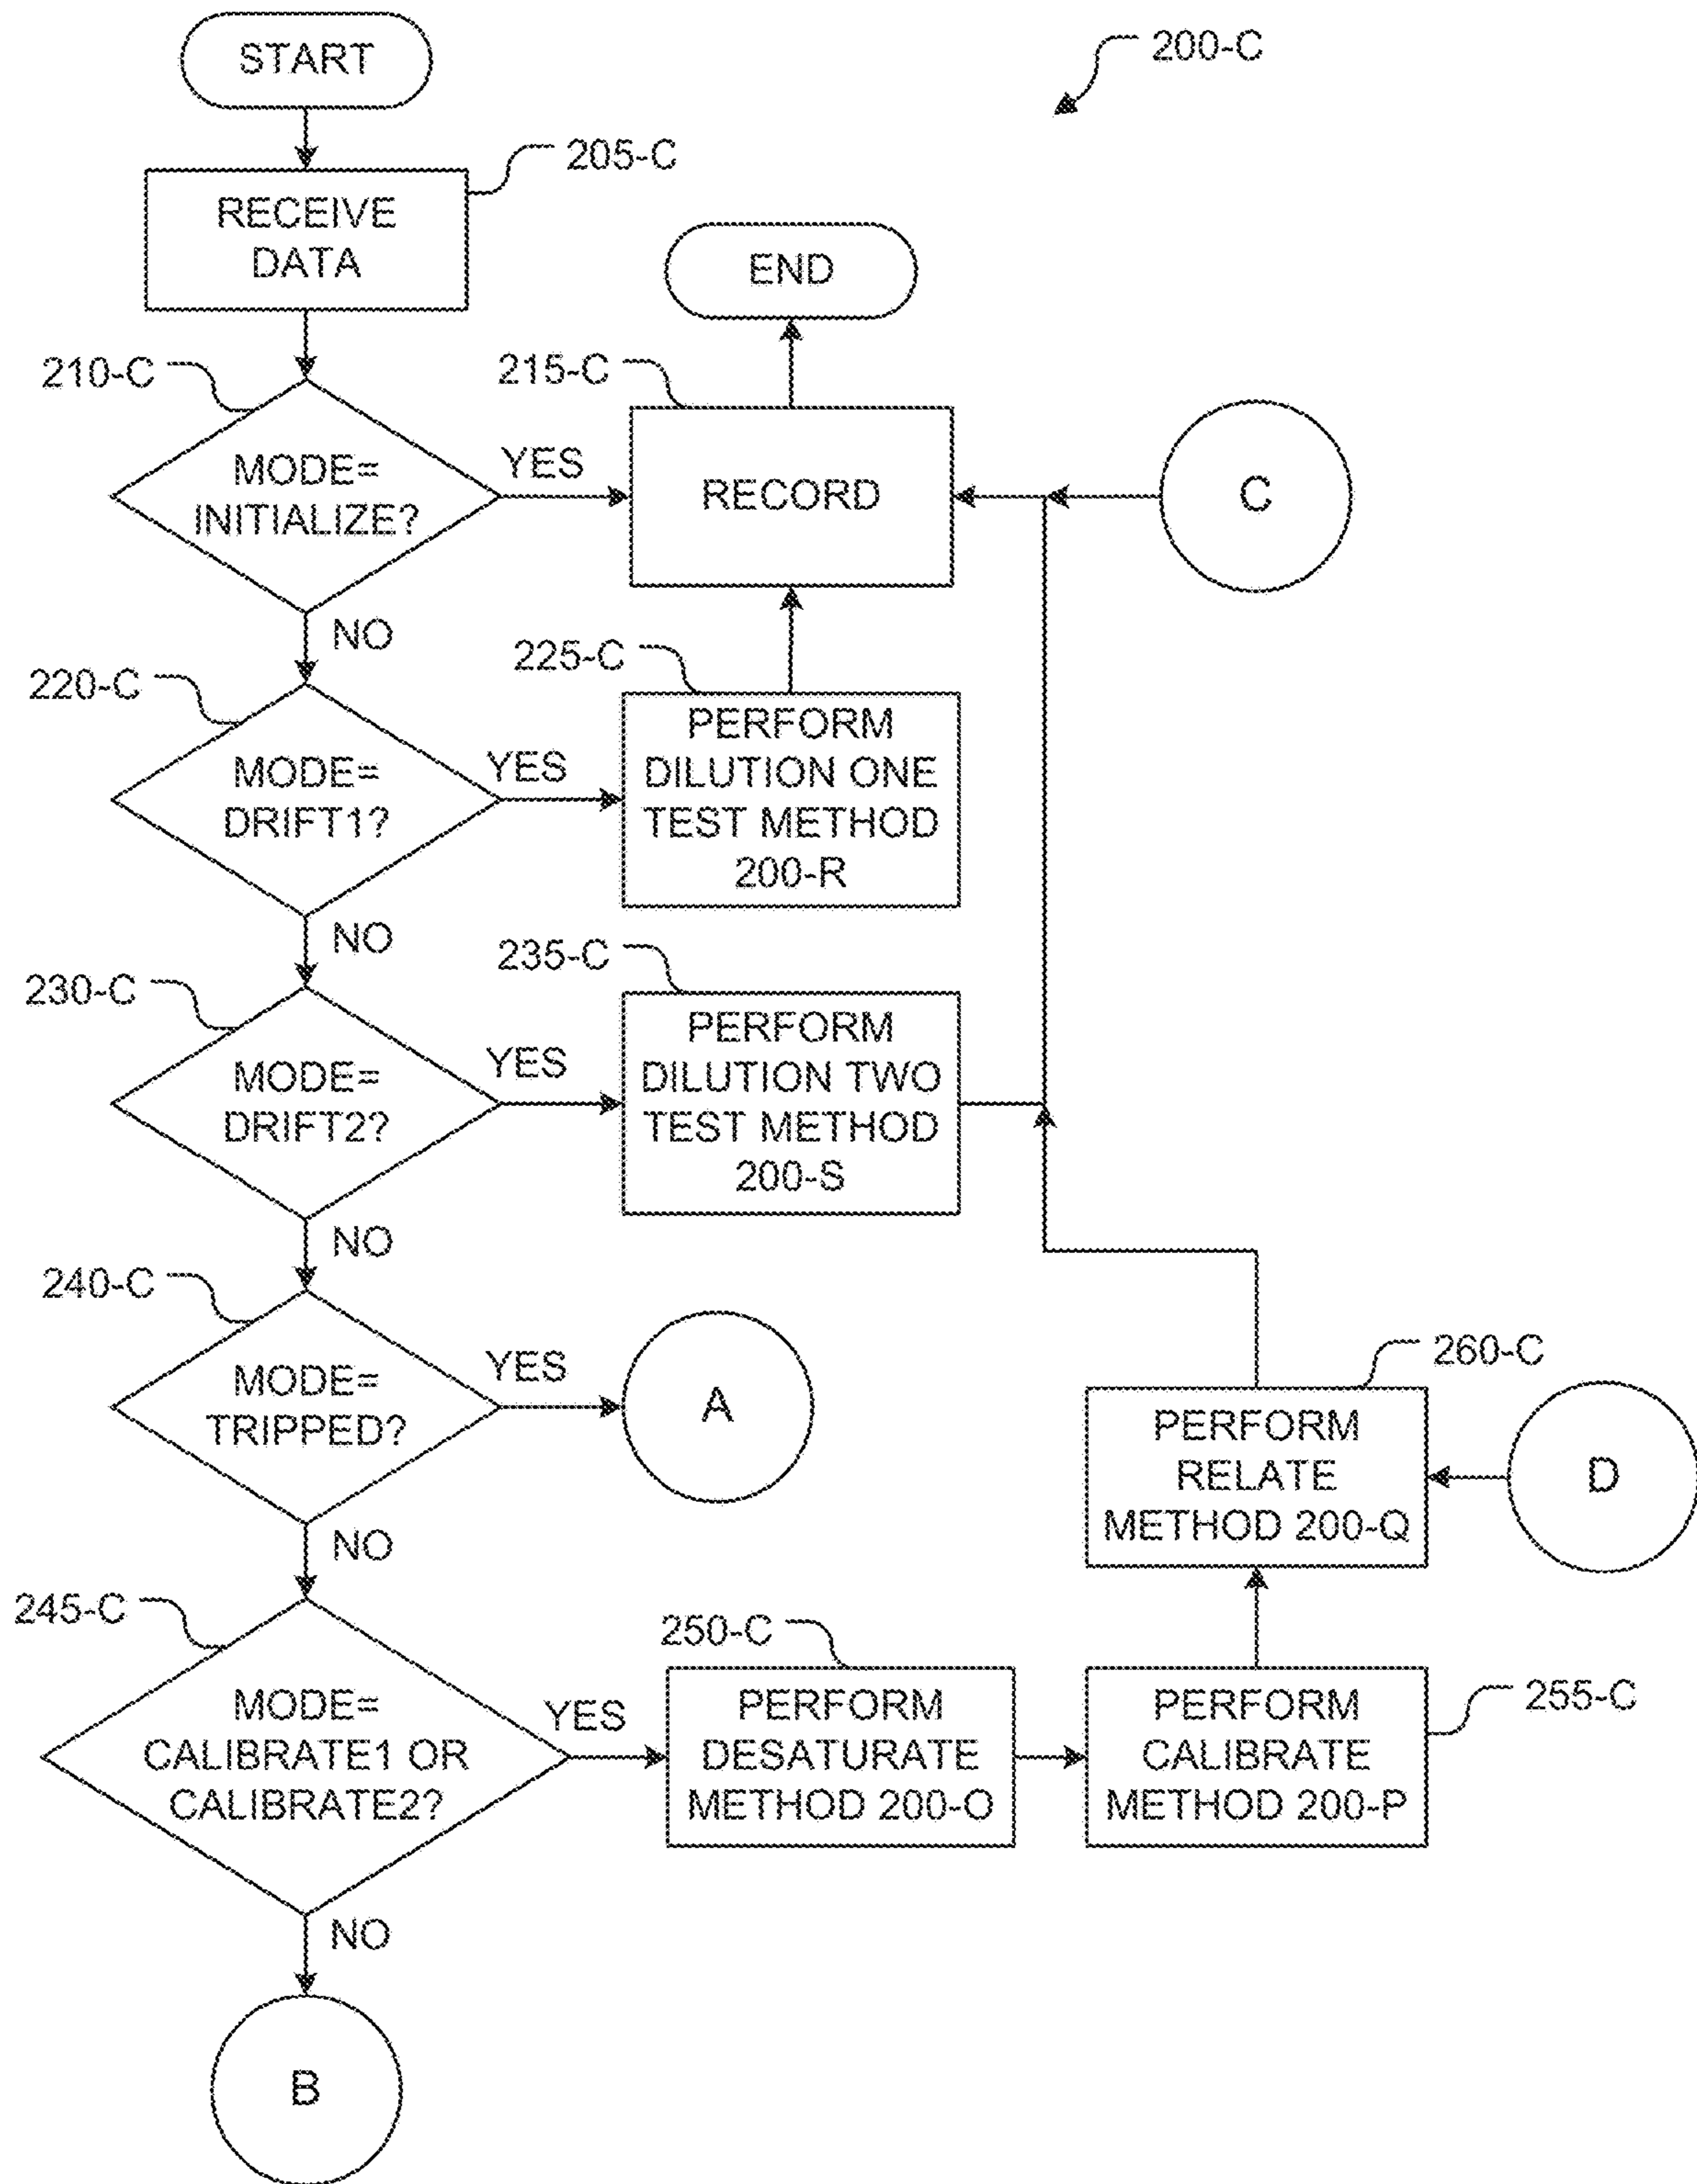 START
200-C
205-C
RECEIVE
DATA
END
210-C
215-C
MODE=
INITIALIZE?
YES
RECORD
C
NO
220-C
225-C
MODE=
DRIFT1?
YES
PERFORM
DILUTION ONE
TEST METHOD
200-R
NO
230-C
235-C
MODE=
DRIFT2?
YES
PERFORM
DILUTION TWO
TEST METHOD
200-S
NO
240-C
MODE=
TRIPPED?
YES
A
260-C
PERFORM
RELATE
METHOD 200-Q
D
NO
245-C
250-C
255-C
MODE=
CALIBRATE1 OR
CALIBRATE2?
YES
PERFORM
DESATURATE
METHOD 200-O
PERFORM
CALIBRATE
METHOD 200-P
NO
B